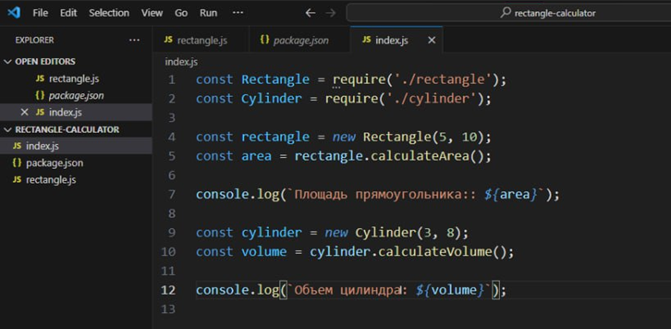 File Edit Selection View Go Run ··· ← → rectangle-calculator
EXPLORER ···
OPEN EDITORS
JS rectangle.js
{ } package.json
× JS index.js
RECTANGLE-CALCULATOR
JS index.js
{ } package.json
JS rectangle.js
JS rectangle.js { } package.json JS index.js ×
index.js
1 const Rectangle = require('./rectangle');
2 const Cylinder = require('./cylinder');
3
4 const rectangle = new Rectangle(5, 10);
5 const area = rectangle.calculateArea();
6
7 console.log(`Площадь прямоугольника:: ${area}`);
8
9 const cylinder = new Cylinder(3, 8);
10 const volume = cylinder.calculateVolume();
11
12 console.log(`Объем цилиндра: ${volume}`);
13